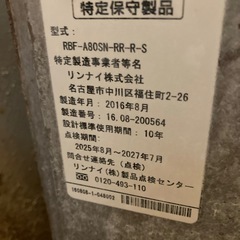 特定保守製品
型式:
RBF-A80SN-RR-R-S
特定製造事業者等名
リンナイ株式会社
名古屋市中川区福住町2-26
製造年月：2016年8月
製造番号：16.08-200564
設計標準使用期間：10年
点検期間：
2025年8月～2027年7月
問合せ連絡先（点検）
リンナイ(株)製品点検センター
0120-493-110
160808-1-048003